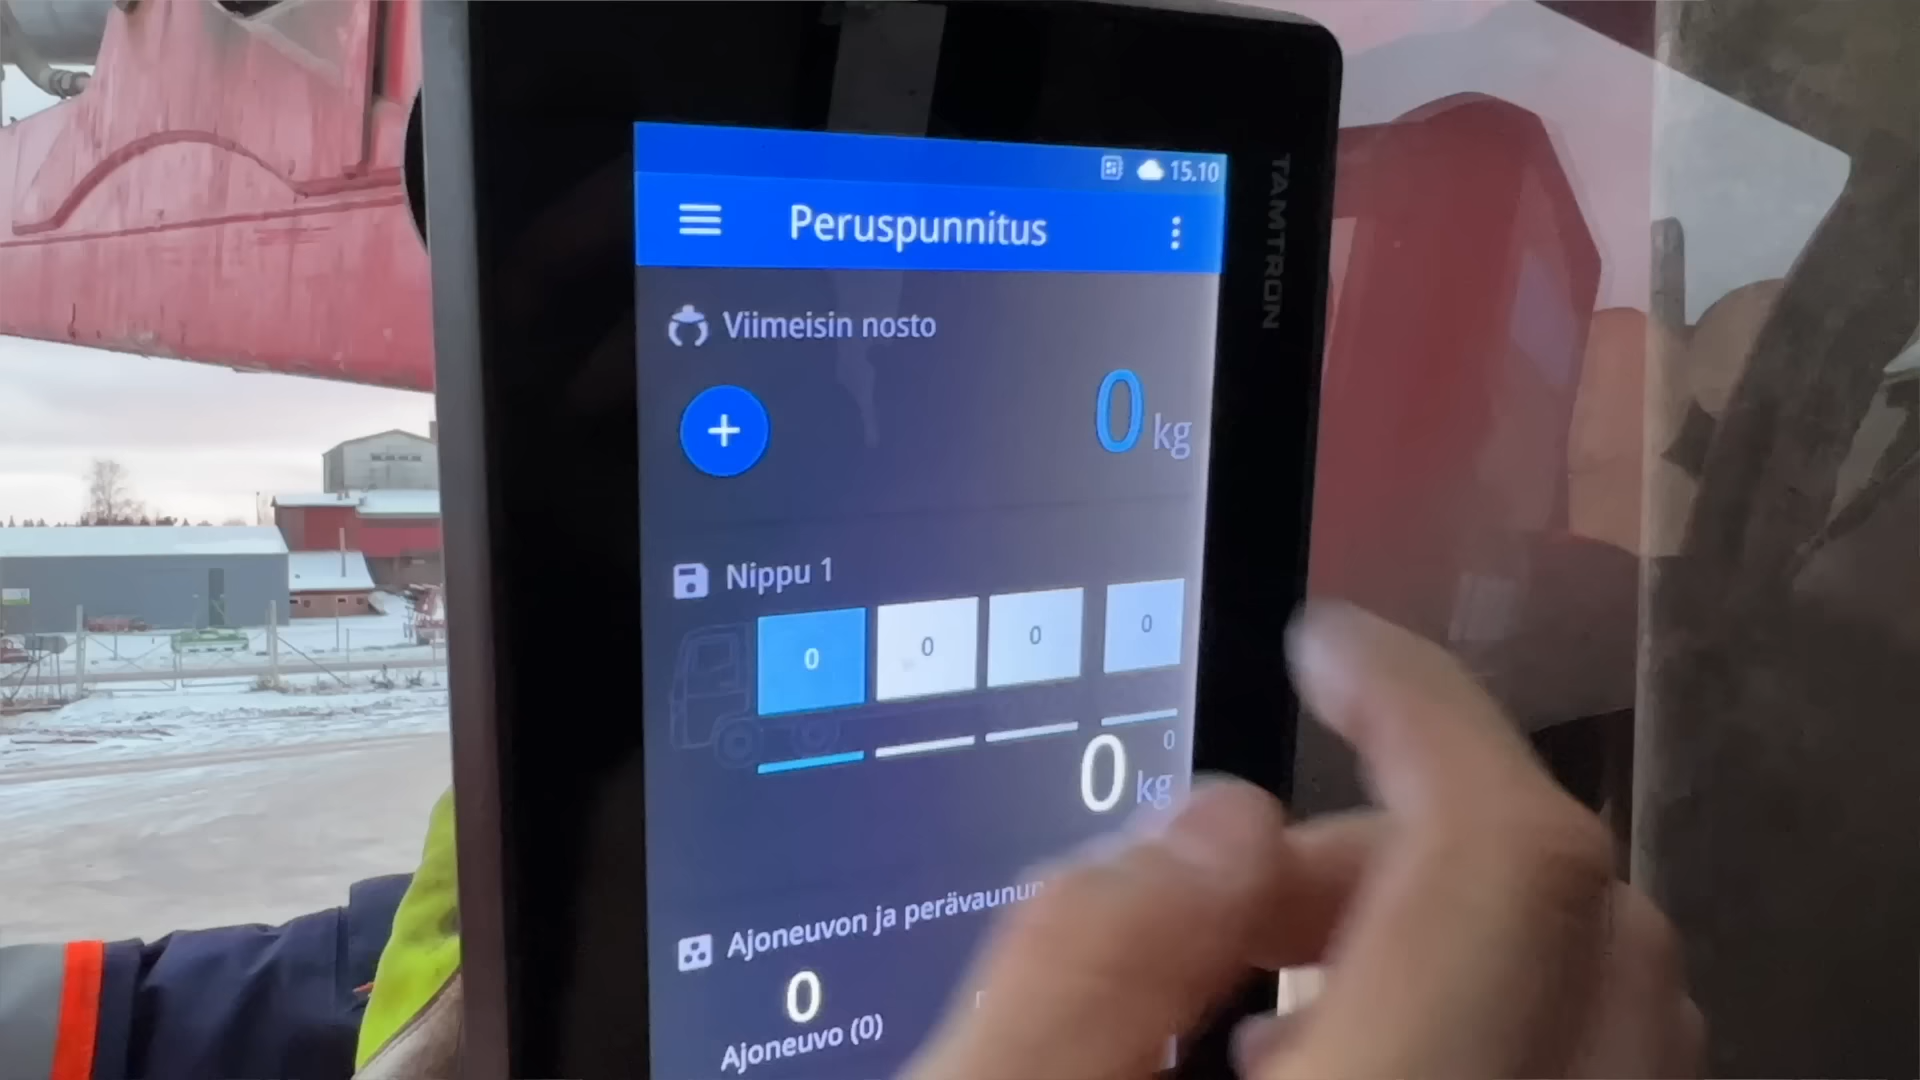 15.10
Peruspunnitus
TAMTRON
Viimeisin nosto
+
0 kg
Nippu 1
0 0 0 0
0
0 kg
Ajoneuvon ja perävaunun
0
Ajoneuvo (0)